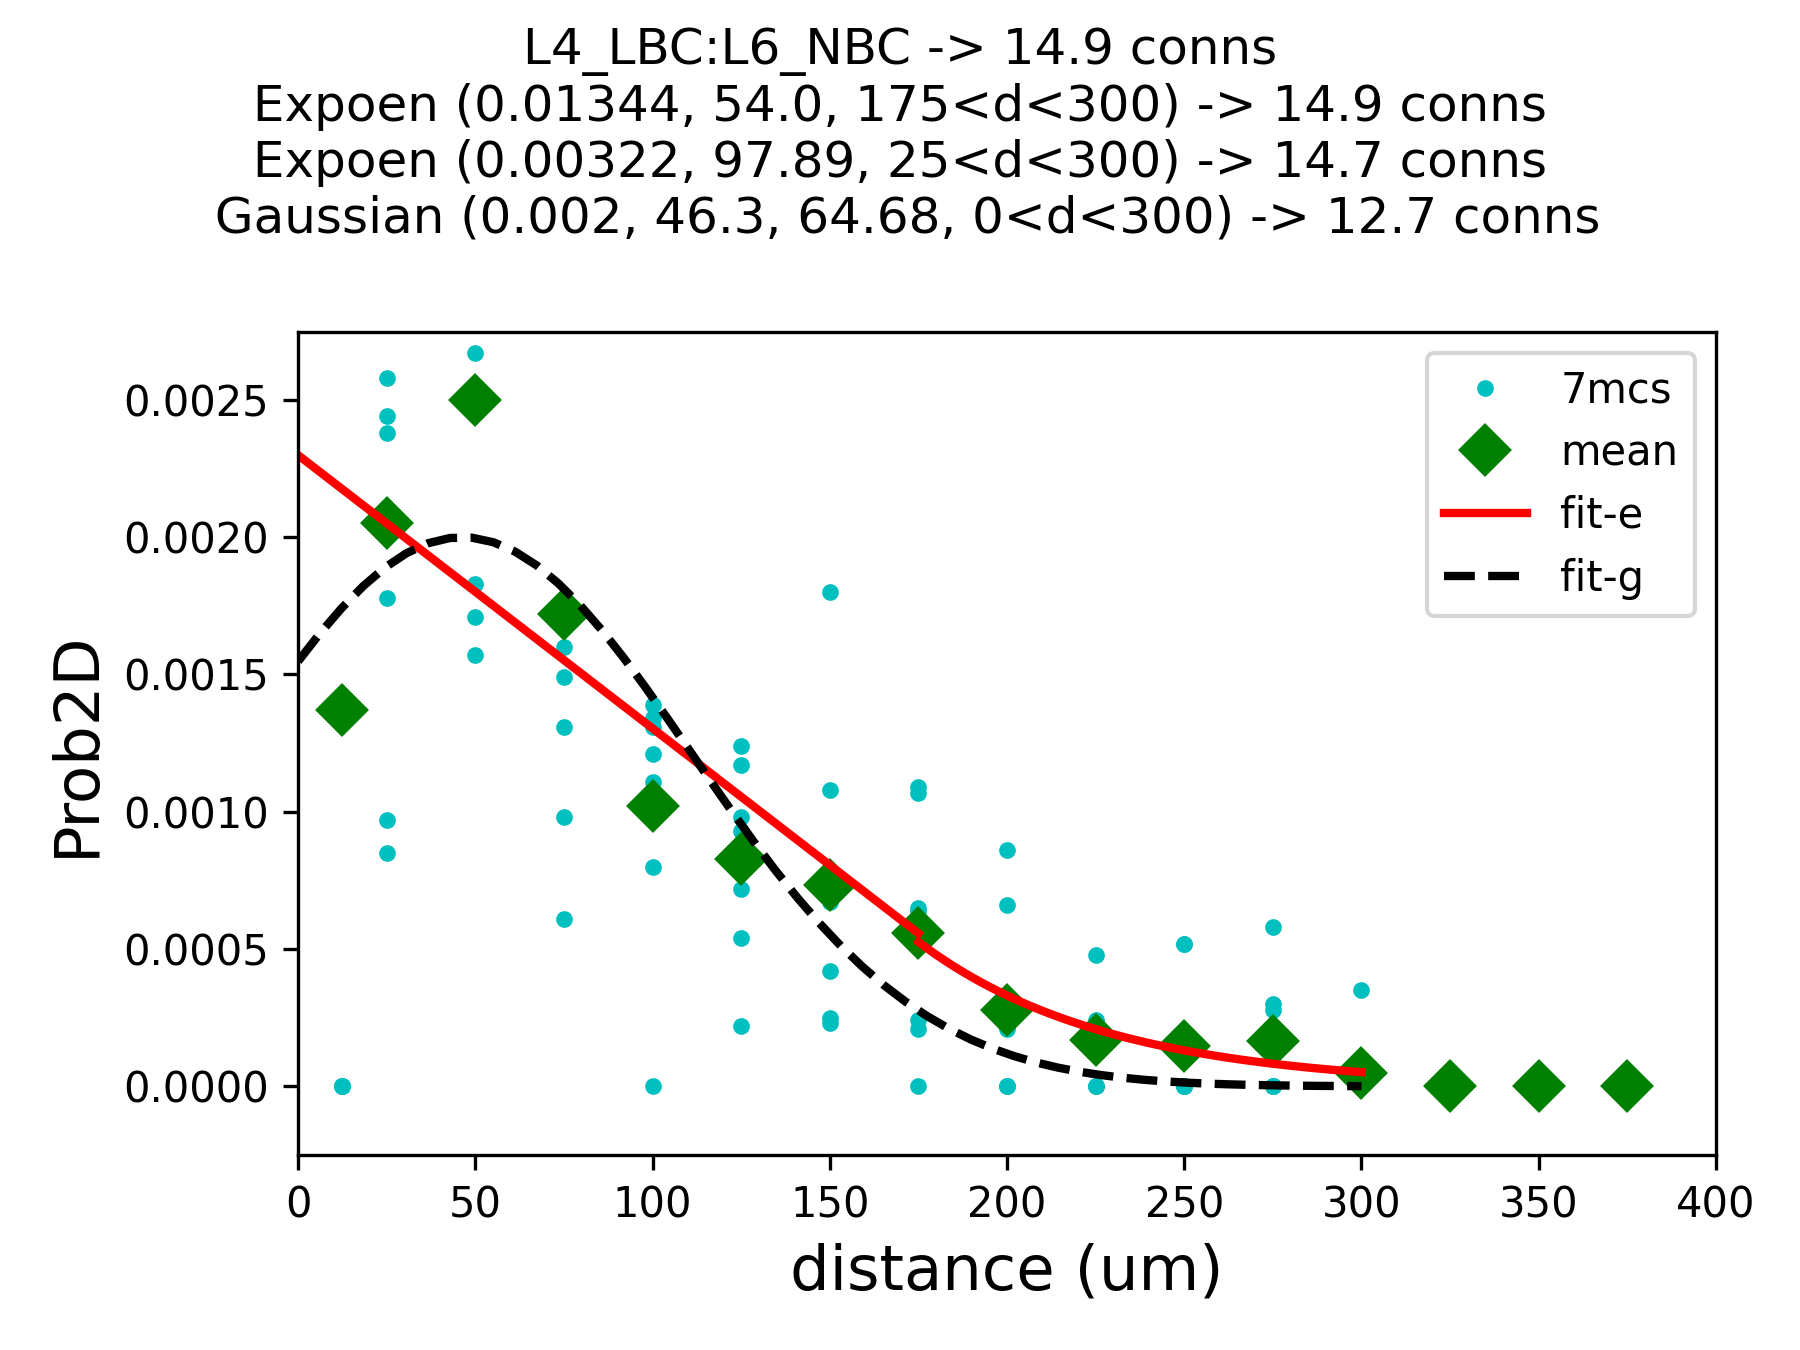 L4_LBC:L6_NBC -> 14.9 conns
Expoen (0.01344, 54.0, 175<d<300) -> 14.9 conns
Expoen (0.00322, 97.89, 25<d<300) -> 14.7 conns
Gaussian (0.002, 46.3, 64.68, 0<d<300) -> 12.7 conns
7mcs
mean
fit-e
fit-g
Prob2D
0.0025
0.0020
0.0015
0.0010
0.0005
0.0000
0 50 100 150 200 250 300 350 400
distance (um)